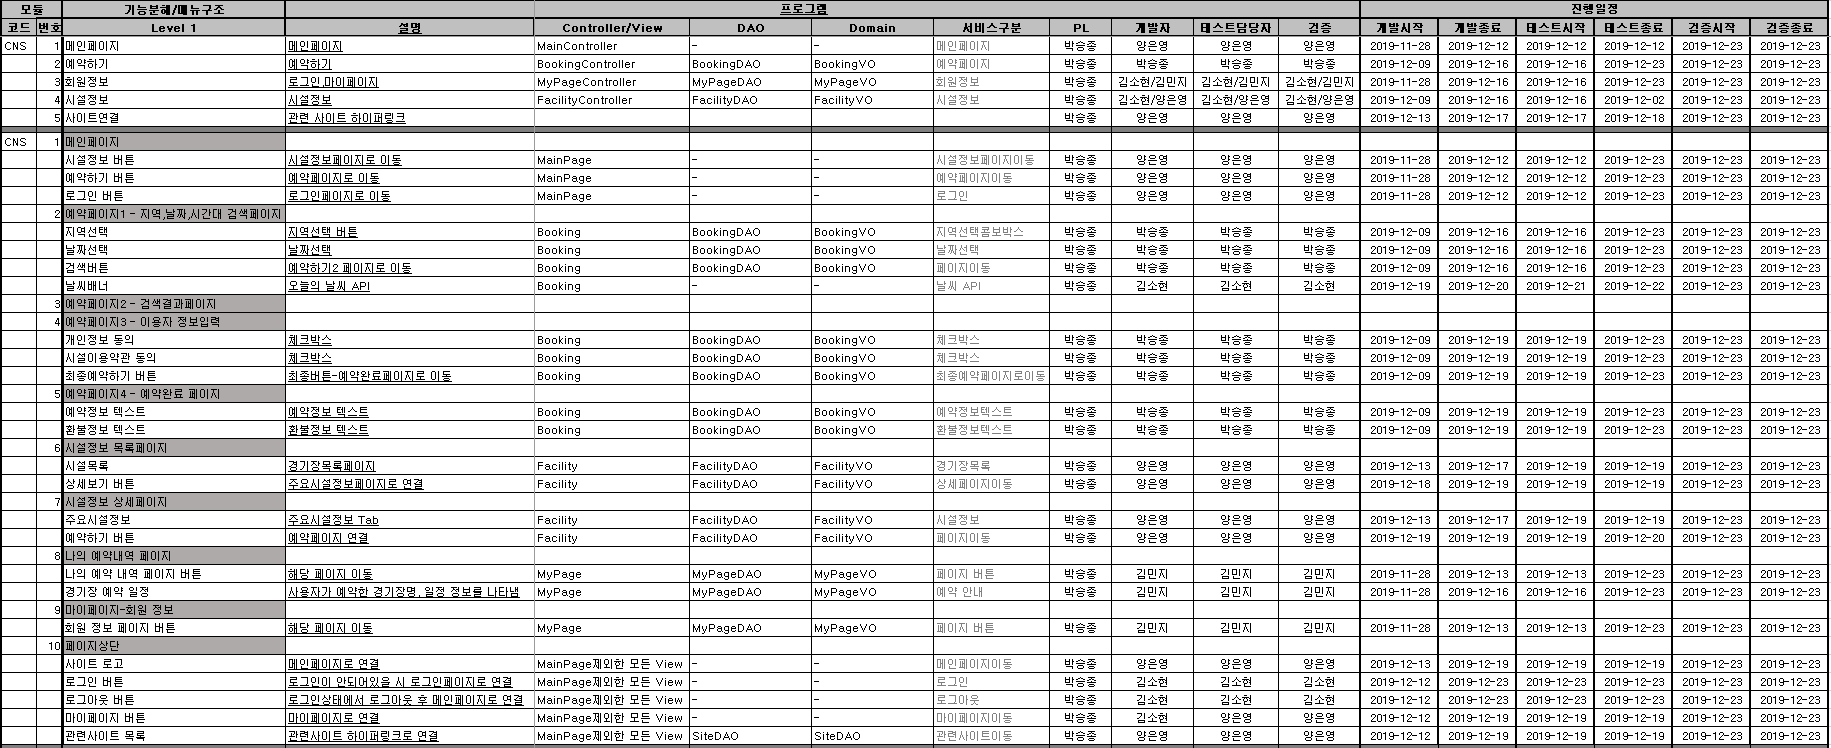 모듈 기능분해/메뉴구조 프로그램 진행일정
코드 번호 Level 1 설명 Controller/View DAO Domain 서비스구분 PL 개발자 테스트담당자 검증 개발시작 개발종료 테스트시작 테스트종료 검증시작 검증종료
CNS 1 메인페이지 메인페이지 MainController - - 메인페이지 박승종 양은영 양은영 양은영 2019-11-28 2019-12-12 2019-12-12 2019-12-12 2019-12-23 2019-12-23
2 예약하기 예약하기 BookingController BookingDAO BookingVO 예약페이지 박승종 박승종 박승종 박승종 2019-12-09 2019-12-16 2019-12-16 2019-12-23 2019-12-23 2019-12-23
3 회원정보 로그인,마이페이지 MyPageController MyPageDAO MyPageVO 회원정보 박승종 김소현/김민지 김소현/김민지 김소현/김민지 2019-11-28 2019-12-16 2019-12-16 2019-12-23 2019-12-23 2019-12-23
4 시설정보 시설정보 FacilityController FacilityDAO FacilityVO 시설정보 박승종 김소현/양은영 김소현/양은영 김소현/양은영 2019-12-09 2019-12-16 2019-12-16 2019-12-02 2019-12-23 2019-12-23
5 사이트연결 관련 사이트 하이퍼링크 박승종 양은영 양은영 양은영 2019-12-13 2019-12-17 2019-12-17 2019-12-18 2019-12-23 2019-12-23
CNS 1 메인페이지
시설정보 버튼 시설정보페이지로 이동 MainPage - - 시설정보페이지이동 박승종 양은영 양은영 양은영 2019-11-28 2019-12-12 2019-12-12 2019-12-23 2019-12-23 2019-12-23
예약하기 버튼 예약페이지로 이동 MainPage - - 예약페이지이동 박승종 양은영 양은영 양은영 2019-11-28 2019-12-12 2019-12-12 2019-12-23 2019-12-23 2019-12-23
로그인 버튼 로그인페이지로 이동 MainPage - - 로그인 박승종 양은영 양은영 양은영 2019-11-28 2019-12-12 2019-12-12 2019-12-23 2019-12-23 2019-12-23
2 예약페이지1 - 지역,날짜,시간대 검색페이지
지역선택 지역선택 버튼 Booking BookingDAO BookingVO 지역선택콤보박스 박승종 박승종 박승종 박승종 2019-12-09 2019-12-16 2019-12-16 2019-12-23 2019-12-23 2019-12-23
날짜선택 날짜선택 Booking BookingDAO BookingVO 날짜선택 박승종 박승종 박승종 박승종 2019-12-09 2019-12-16 2019-12-16 2019-12-23 2019-12-23 2019-12-23
검색버튼 예약하기2 페이지로 이동 Booking BookingDAO BookingVO 페이지이동 박승종 박승종 박승종 박승종 2019-12-09 2019-12-16 2019-12-16 2019-12-23 2019-12-23 2019-12-23
날씨배너 오늘의 날씨 API Booking - - 날씨 API 박승종 김소현 김소현 김소현 2019-12-19 2019-12-20 2019-12-21 2019-12-22 2019-12-23 2019-12-23
3 예약페이지2 - 검색결과페이지
4 예약페이지3 - 이용자 정보입력
개인정보 동의 체크박스 Booking BookingDAO BookingVO 체크박스 박승종 박승종 박승종 박승종 2019-12-09 2019-12-19 2019-12-19 2019-12-23 2019-12-23 2019-12-23
시설이용약관 동의 체크박스 Booking BookingDAO BookingVO 체크박스 박승종 박승종 박승종 박승종 2019-12-09 2019-12-19 2019-12-19 2019-12-23 2019-12-23 2019-12-23
최종예약하기 버튼 최종버튼-예약완료페이지로 이동 Booking BookingDAO BookingVO 최종예약페이지로이동 박승종 박승종 박승종 박승종 2019-12-09 2019-12-19 2019-12-19 2019-12-23 2019-12-23 2019-12-23
5 예약페이지4 - 예약완료 페이지
예약정보 텍스트 예약정보 텍스트 Booking BookingDAO BookingVO 예약정보텍스트 박승종 박승종 박승종 박승종 2019-12-09 2019-12-19 2019-12-19 2019-12-23 2019-12-23 2019-12-23
환불정보 텍스트 환불정보 텍스트 Booking BookingDAO BookingVO 환불정보텍스트 박승종 박승종 박승종 박승종 2019-12-09 2019-12-19 2019-12-19 2019-12-23 2019-12-23 2019-12-23
6 시설정보 목록페이지
시설목록 경기장목록페이지 Facility FacilityDAO FacilityVO 경기장목록 박승종 양은영 양은영 양은영 2019-12-13 2019-12-17 2019-12-19 2019-12-19 2019-12-23 2019-12-23
상세보기 버튼 주요시설정보페이지로 연결 Facility FacilityDAO FacilityVO 상세페이지이동 박승종 양은영 양은영 양은영 2019-12-18 2019-12-19 2019-12-19 2019-12-20 2019-12-23 2019-12-23
7 시설정보 상세페이지
주요시설정보 주요시설정보 Tab Facility FacilityDAO FacilityVO 시설정보 박승종 양은영 양은영 양은영 2019-12-13 2019-12-17 2019-12-19 2019-12-19 2019-12-23 2019-12-23
예약하기 버튼 예약페이지 연결 Facility FacilityDAO FacilityVO 페이지이동 박승종 양은영 양은영 양은영 2019-12-19 2019-12-19 2019-12-19 2019-12-20 2019-12-23 2019-12-23
8 나의 예약내역 페이지
나의 예약 내역 페이지 버튼 해당 페이지 이동 MyPage MyPageDAO MyPageVO 페이지 버튼 박승종 김민지 김민지 김민지 2019-11-28 2019-12-13 2019-12-13 2019-12-23 2019-12-23 2019-12-23
경기장 예약 일정 사용자가 예약한 경기장명, 일정 정보를 나타냄 MyPage MyPageDAO MyPageVO 예약 안내 박승종 김민지 김민지 김민지 2019-11-28 2019-12-16 2019-12-16 2019-12-23 2019-12-23 2019-12-23
9 마이페이지-회원 정보
회원 정보 페이지 버튼 해당 페이지 이동 MyPage MyPageDAO MyPageVO 페이지 버튼 박승종 김민지 김민지 김민지 2019-11-28 2019-12-13 2019-12-13 2019-12-23 2019-12-23 2019-12-23
10 페이지상단
사이트 로고 메인페이지로 연결 MainPage제외한 모든 View - - 메인페이지이동 박승종 양은영 양은영 양은영 2019-12-13 2019-12-19 2019-12-19 2019-12-19 2019-12-23 2019-12-23
로그인 버튼 로그인이 안되어있을 시 로그인페이지로 연결 MainPage제외한 모든 View - - 로그인 박승종 김소현 김소현 김소현 2019-12-12 2019-12-23 2019-12-23 2019-12-23 2019-12-23 2019-12-23
로그아웃 버튼 로그인상태에서 로그아웃 후 메인페이지로 연결 MainPage제외한 모든 View - - 로그아웃 박승종 김소현 김소현 김소현 2019-12-12 2019-12-23 2019-12-23 2019-12-23 2019-12-23 2019-12-23
마이페이지 버튼 마이페이지로 연결 MainPage제외한 모든 View - - 마이페이지이동 박승종 김소현 양은영 양은영 2019-12-12 2019-12-19 2019-12-19 2019-12-19 2019-12-23 2019-12-23
관련사이트 목록 관련사이트 하이퍼링크로 연결 MainPage제외한 모든 View SiteDAO SiteDAO 관련사이트이동 박승종 양은영 양은영 양은영 2019-12-12 2019-12-19 2019-12-19 2019-12-19 2019-12-23 2019-12-23